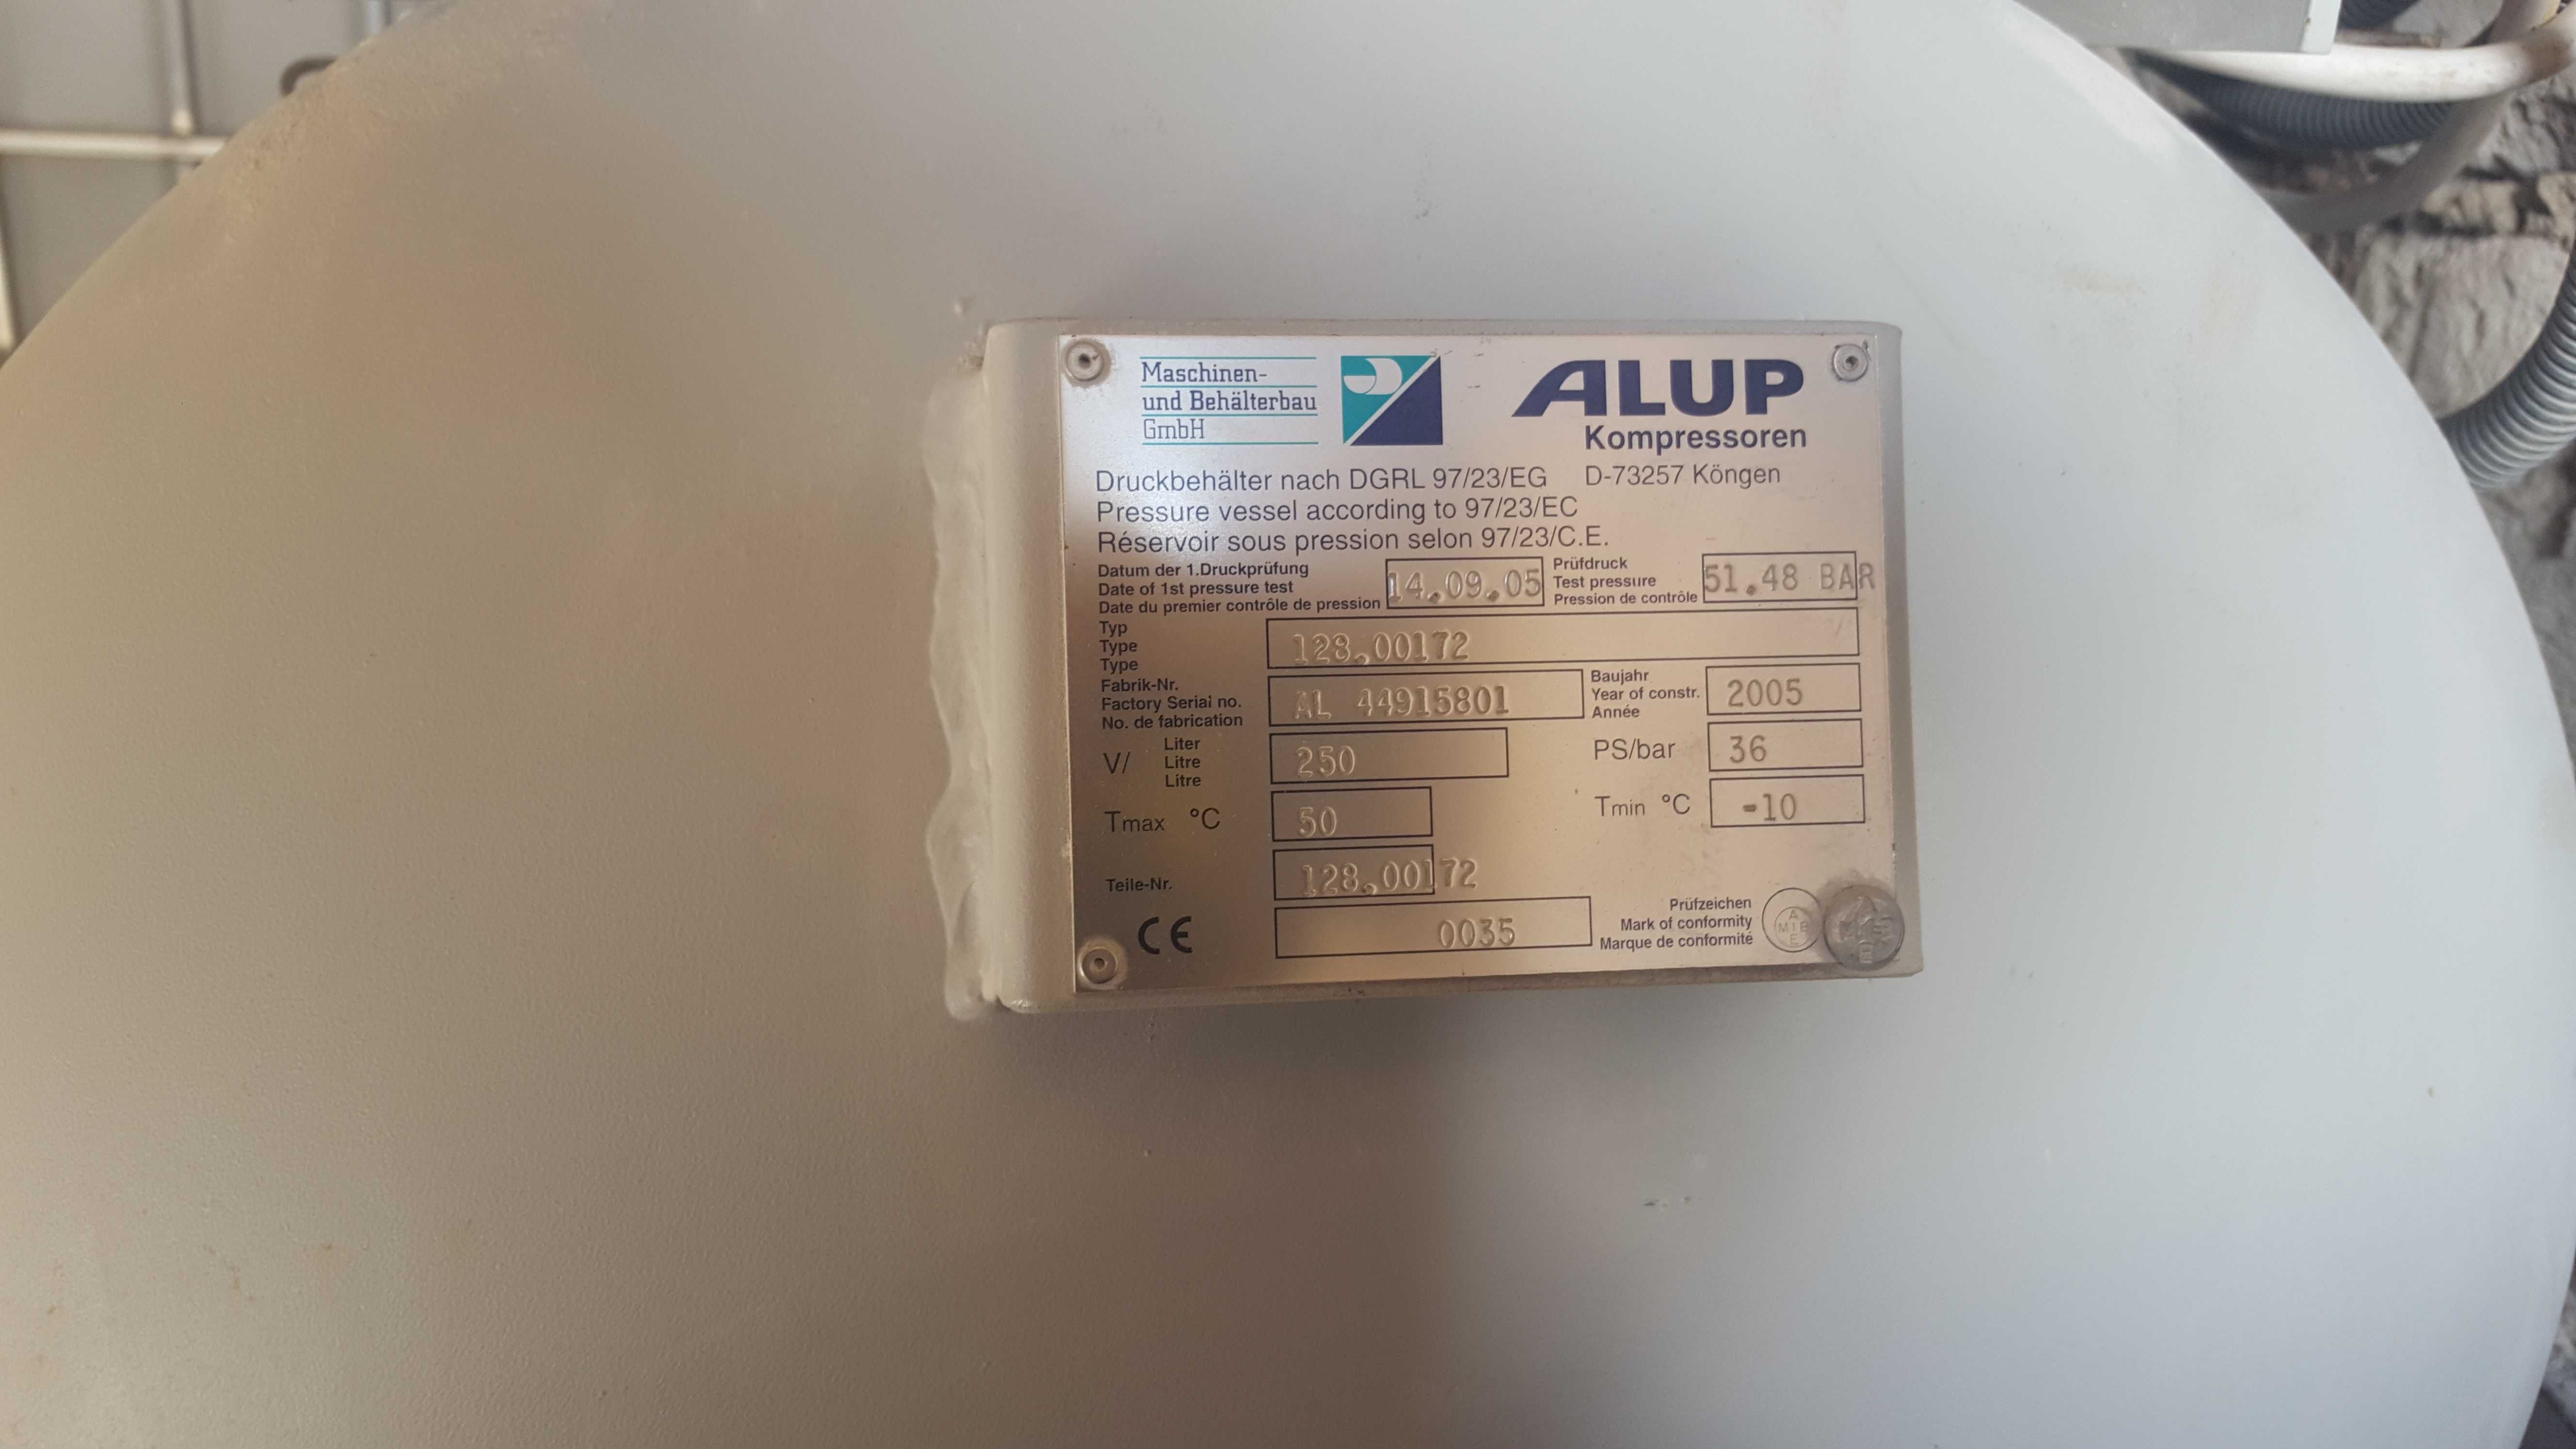 Maschinen-
und Behälterbau
GmbH
ALUP
Kompressoren
Druckbehälter nach DGRL 97/23/EG D-73257 Köngen
Pressure vessel according to 97/23/EC
Réservoir sous pression selon 97/23/C.E.
Datum der 1.Druckprüfung
Date of 1st pressure test
Date du premier contrôle de pression
14.09.05
Prüfdruck
Test pressure
Pression de contrôle
51.48 BAR
Typ
Type
Type
128.00172
Fabrik-Nr.
Factory Serial no.
No. de fabrication
AL 44915801
Baujahr
Year of constr.
Année
2005
V/
Liter
Litre
Litre
250
PS/bar
36
Tmax °C
50
Tmin °C
-10
Teile-Nr.
128.00172
CE
0035
Prüfzeichen
Mark of conformity
Marque de conformité